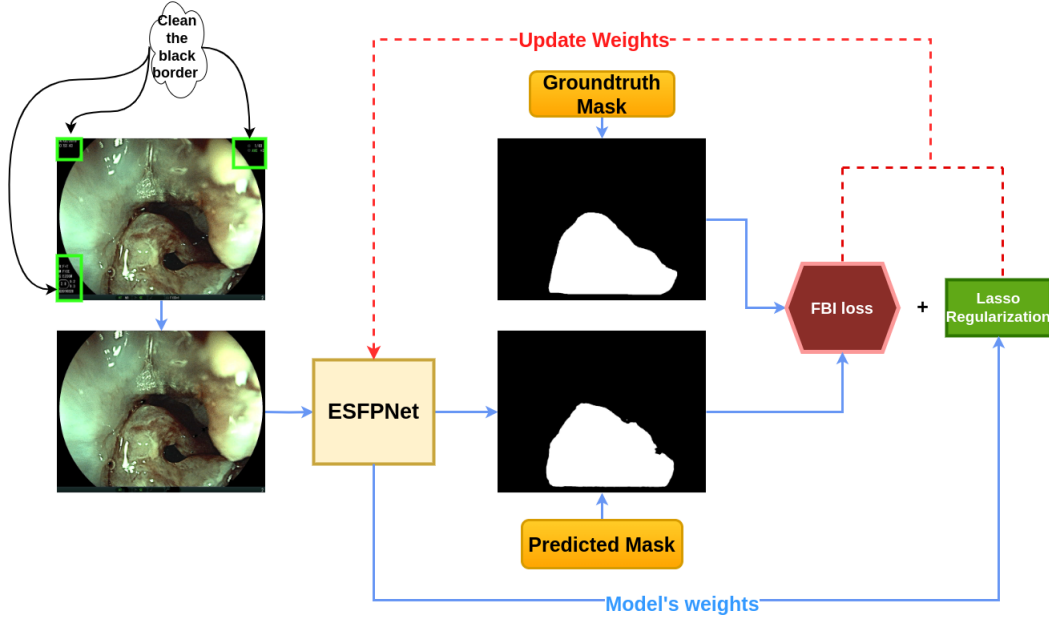 Clean
the
black
border
Update Weights
Groundtruth
Mask
FBI loss
+
Lasso
Regularization
ESFPNet
Predicted Mask
Model's weights